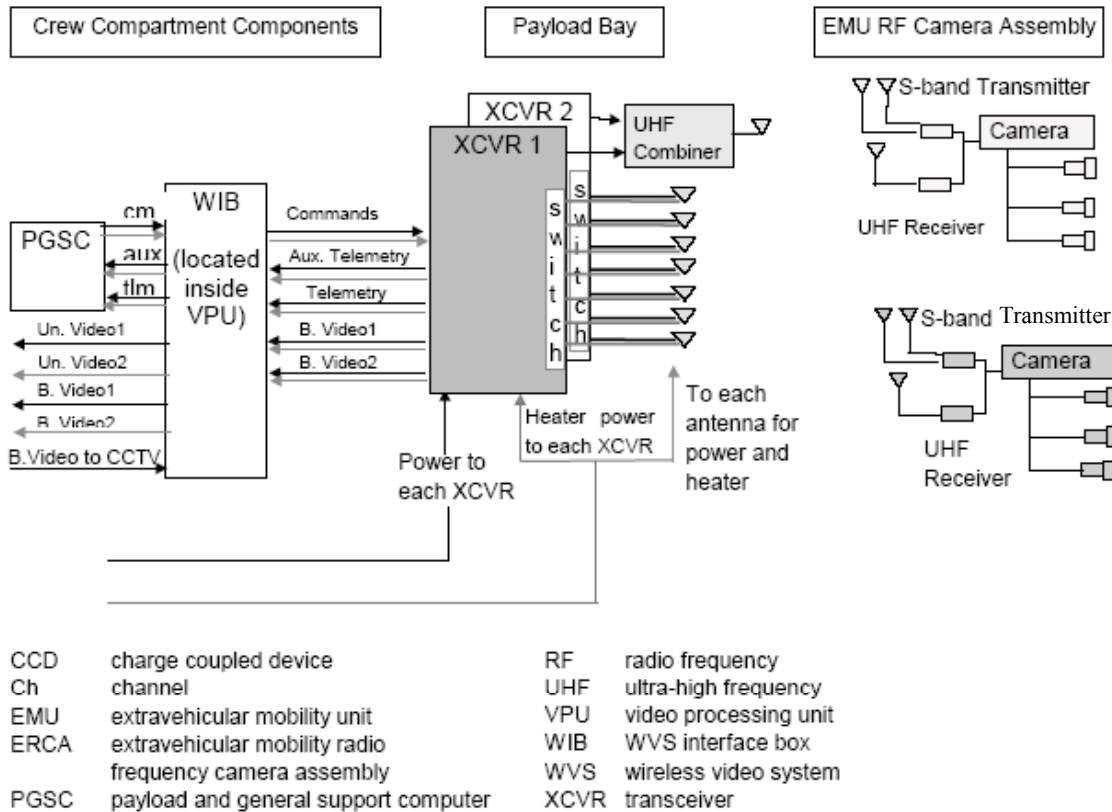 Crew Compartment Components
Payload Bay
EMU RF Camera Assembly
XCVR 2
XCVR 1
UHF
Combiner
switch
switch
S-band Transmitter
Camera
UHF Receiver
WIB
(located
inside
VPU)
PGSC
cm
aux
tlm
Un. Video1
Un. Video2
B. Video1
B. Video2
B.Video to CCTV
Commands
Aux. Telemetry
Telemetry
B. Video1
B. Video2
Power to
each XCVR
Heater power
to each XCVR
To each
antenna for
power and
heater
S-band Transmitter
Camera
UHF
Receiver
CCD charge coupled device
Ch channel
EMU extravehicular mobility unit
ERCA extravehicular mobility radio
frequency camera assembly
PGSC payload and general support computer
RF radio frequency
UHF ultra-high frequency
VPU video processing unit
WIB WVS interface box
WVS wireless video system
XCVR transceiver